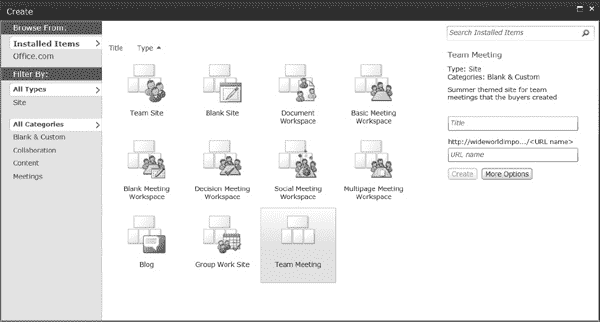 Create
Browse From:
Installed Items
Office.com
Filter By:
All Types
Site
All Categories
Blank & Custom
Collaboration
Content
Meetings
Title Type
Team Site
Blank Site
Document
Workspace
Basic Meeting
Workspace
Blank Meeting
Workspace
Decision Meeting
Workspace
Social Meeting
Workspace
Multipage Meeting
Workspace
Blog
Group Work Site
Team Meeting
Search Installed Items
Team Meeting
Type: Site
Categories: Blank & Custom
Summer themed site for team
meetings that the buyers created
Title
http://wideworldimpo.../<URL name>
URL name
Create
More Options